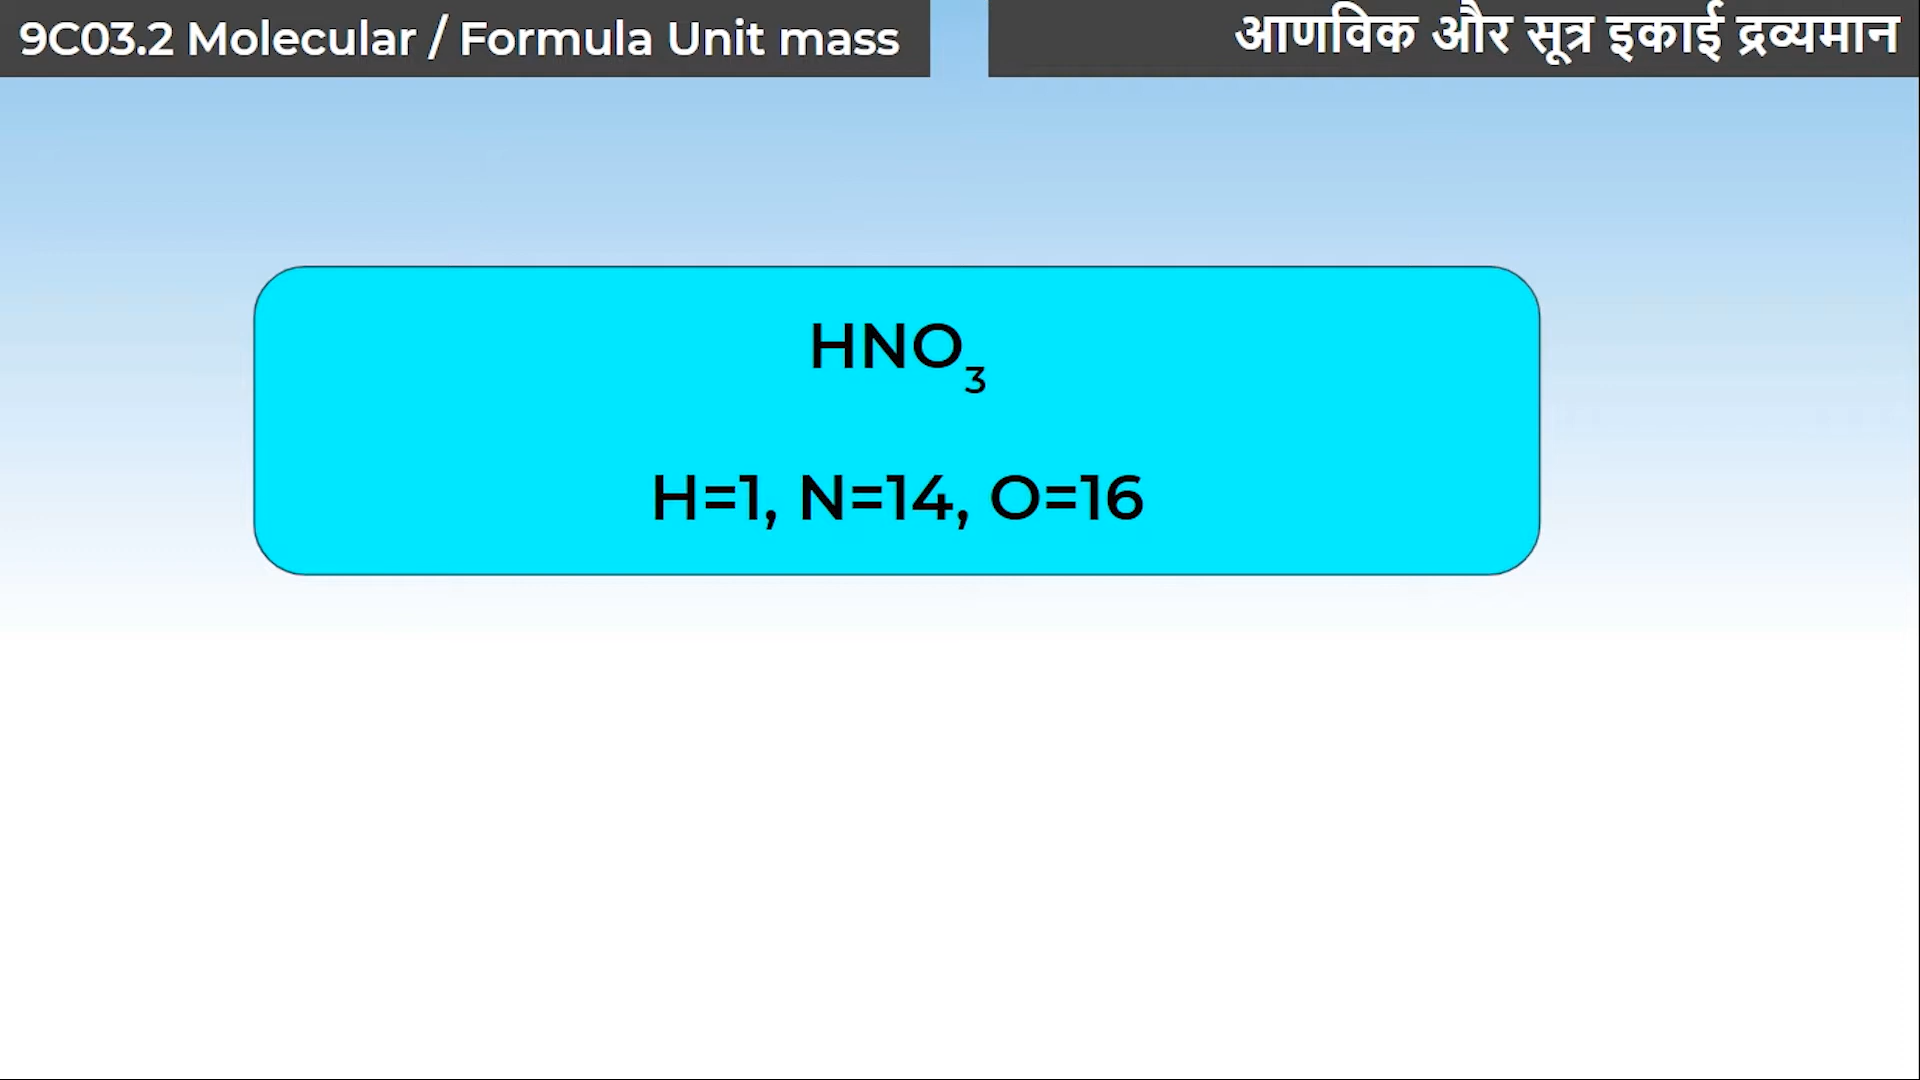 9C03.2 Molecular / Formula Unit mass
आणविक और सूत्र इकाई द्रव्यमान
HNO₃
H=1, N=14, O=16